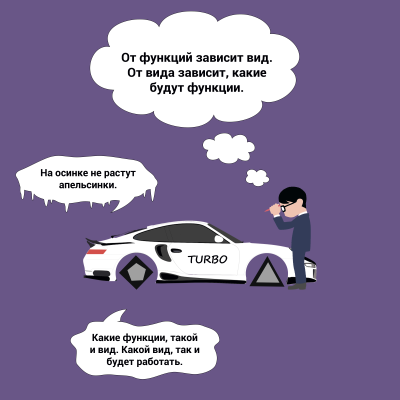 От функций зависит вид.
От вида зависит, какие
будут функции.
На осинке не растут
апельсинки.
TURBO
Какие функции, такой
и вид. Какой вид, так и
будет работать.